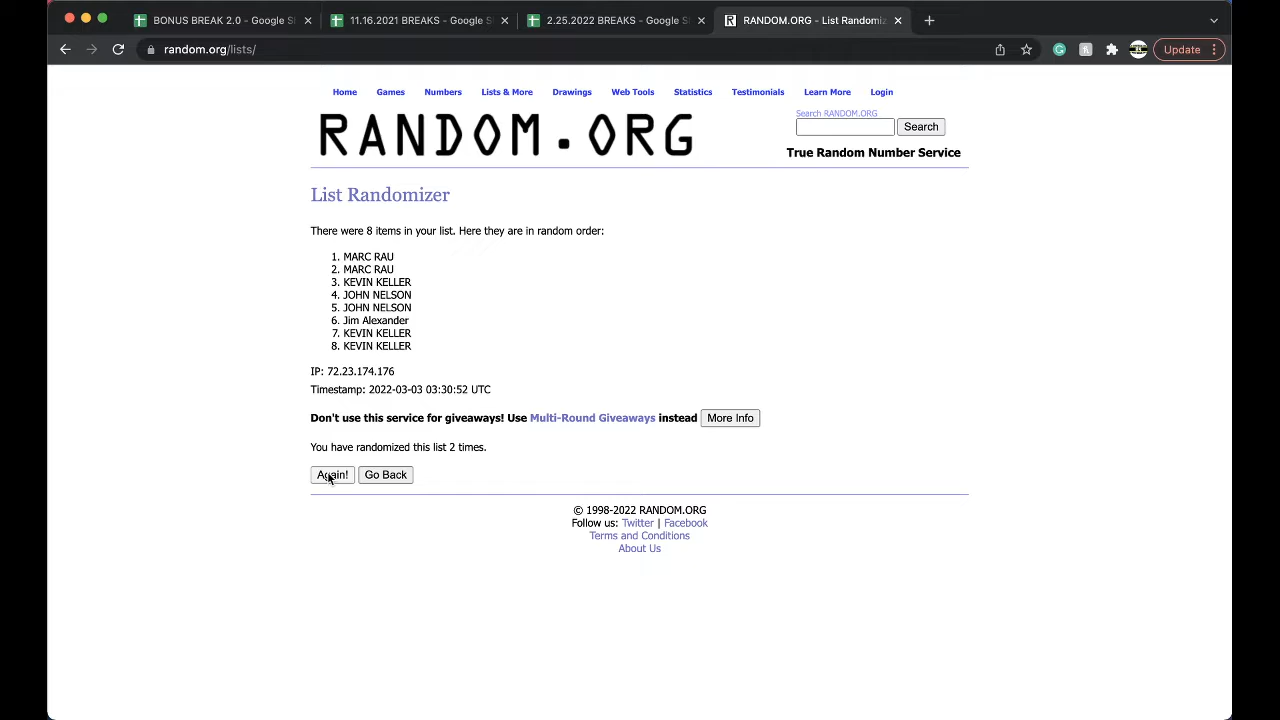 BONUS BREAK 2.0 - Google S
11.16.2021 BREAKS - Google S
2.25.2022 BREAKS - Google S
RANDOM.ORG - List Randomiz
random.org/lists/
Update
Home Games Numbers Lists & More Drawings Web Tools Statistics Testimonials Learn More Login
RANDOM.ORG
Search RANDOM.ORG
Search
True Random Number Service
List Randomizer
There were 8 items in your list. Here they are in random order:
1. MARC RAU
2. MARC RAU
3. KEVIN KELLER
4. JOHN NELSON
5. JOHN NELSON
6. Jim Alexander
7. KEVIN KELLER
8. KEVIN KELLER
IP: 72.23.174.176
Timestamp: 2022-03-03 03:30:52 UTC
Don't use this service for giveaways! Use Multi-Round Giveaways instead More Info
You have randomized this list 2 times.
Again! Go Back
© 1998-2022 RANDOM.ORG
Follow us: Twitter | Facebook
Terms and Conditions
About Us